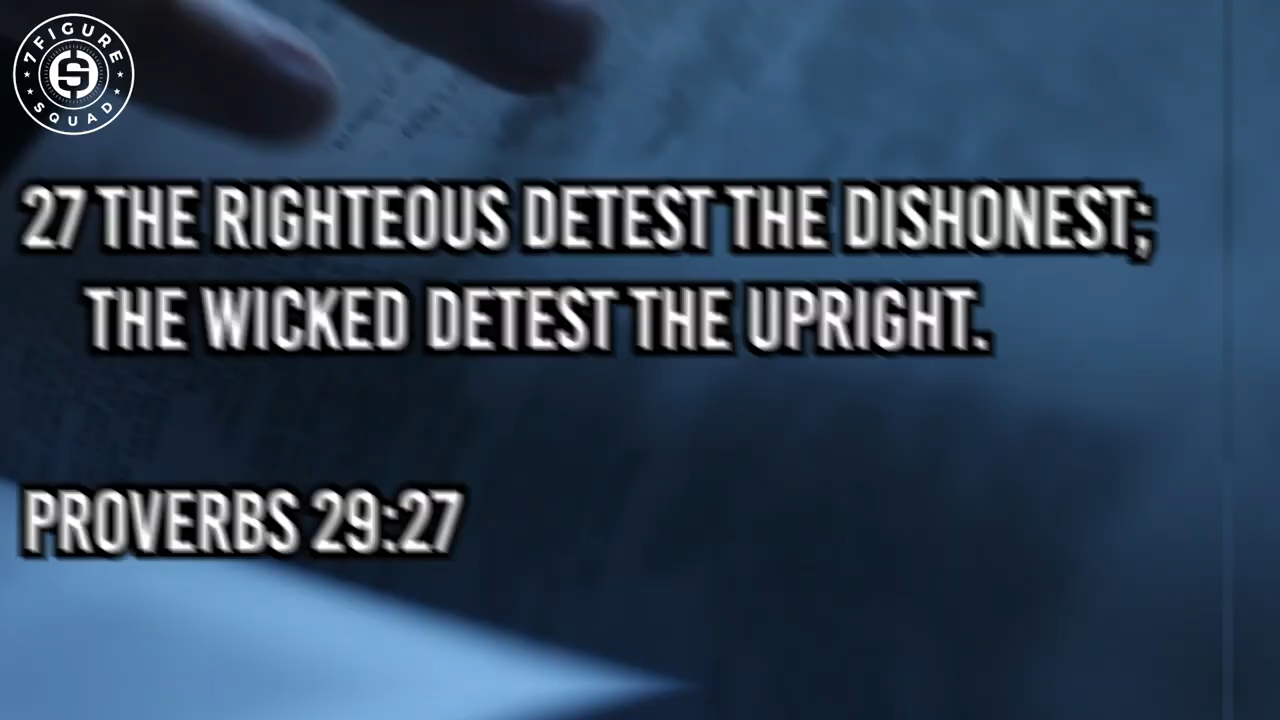 7FIGURE
SQUAD
27 THE RIGHTEOUS DETEST THE DISHONEST;
THE WICKED DETEST THE UPRIGHT.
PROVERBS 29:27